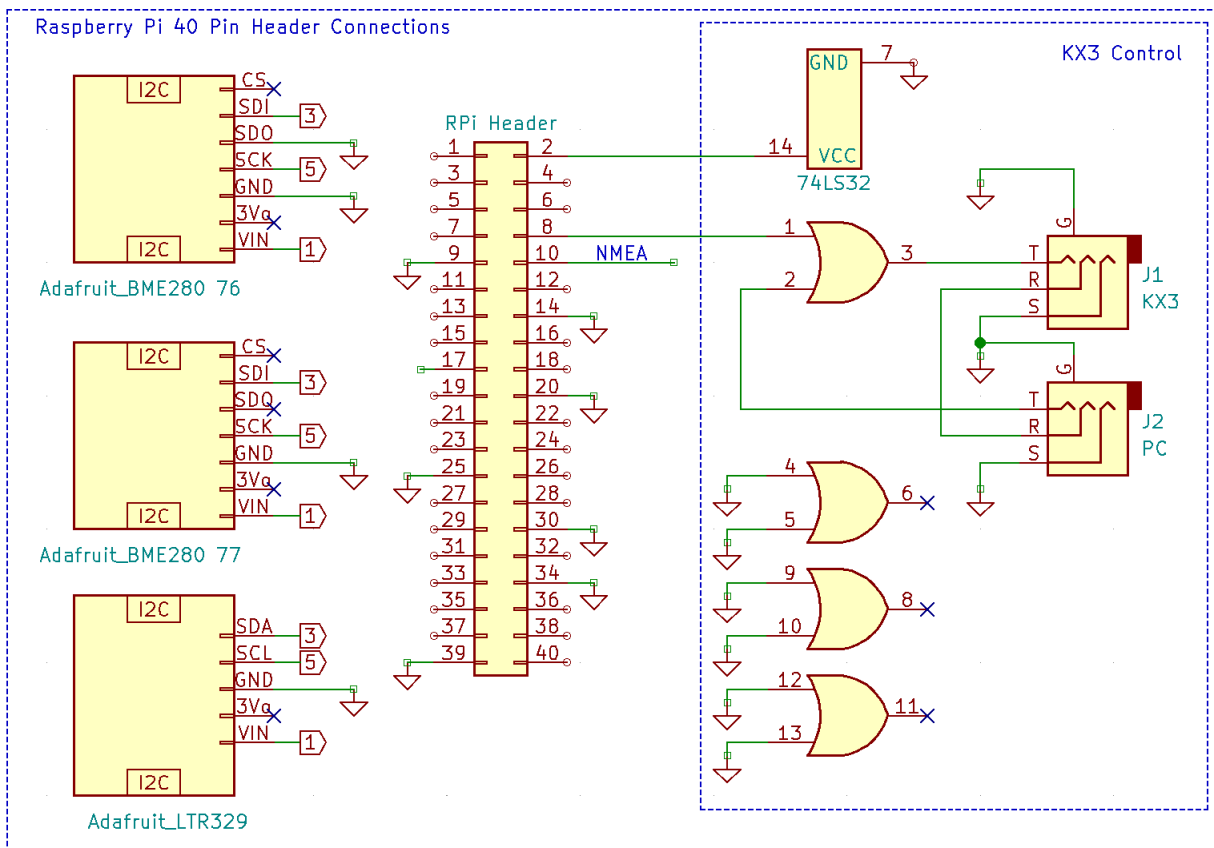 Raspberry Pi 40 Pin Header Connections
KX3 Control
I2C
CS
SDI 3
SDO
SCK 5
GND
3Vo
VIN 1
I2C
Adafruit_BME280 76
I2C
CS
SDI 3
SDO
SCK 5
GND
3Vo
VIN 1
I2C
Adafruit_BME280 77
I2C
SDA 3
SCL 5
GND
3Vo
VIN 1
I2C
Adafruit_LTR329
RPi Header
1 2
3 4
5 6
7 8
9 10
11 12
13 14
15 16
17 18
19 20
21 22
23 24
25 26
27 28
29 30
31 32
33 34
35 36
37 38
39 40
NMEA
GND 7
14 VCC
74LS32
1
2
3
G
T
R
S
J1
KX3
G
T
R
S
J2
PC
4
5
6
9
10
8
12
13
11